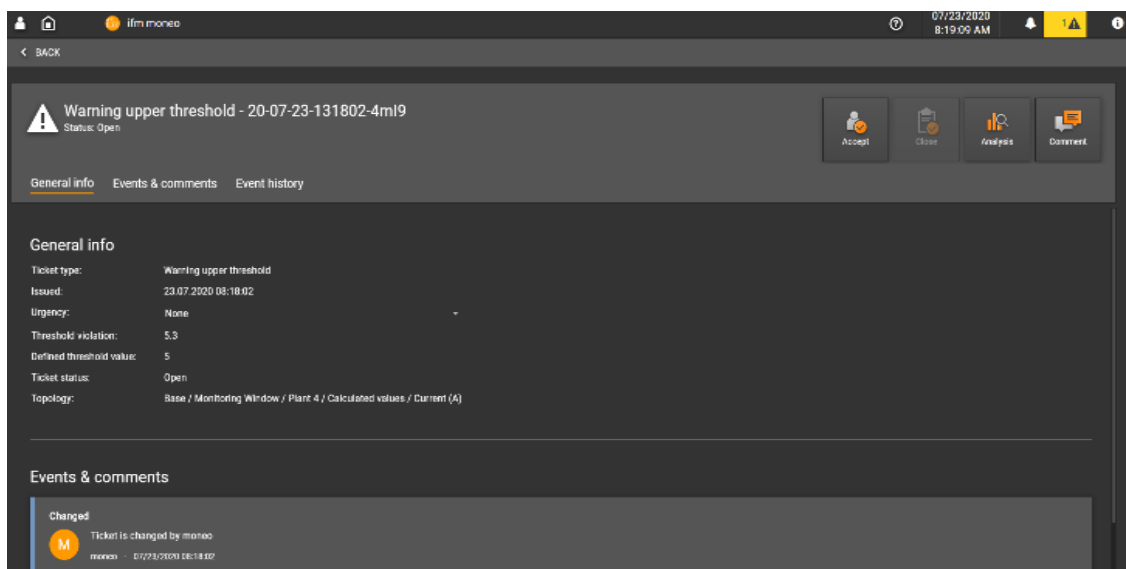 ifm moneo
07/23/2020
8:19:09 AM
1
BACK
Warning upper threshold - 20-07-23-131802-4mI9
Status: Open
Accept
Close
Analysis
Comment
General info
Events & comments
Event history
General info
Ticket type: Warning upper threshold
Issued: 23.07.2020 08:18:02
Urgency: None
Threshold violation: 5.3
Defined threshold value: 5
Ticket status: Open
Topology: Base / Monitoring Window / Plant 4 / Calculated values / Current (A)
Events & comments
Changed
M
Ticket is changed by moneo
moneo - 07/23/2020 08:18:02